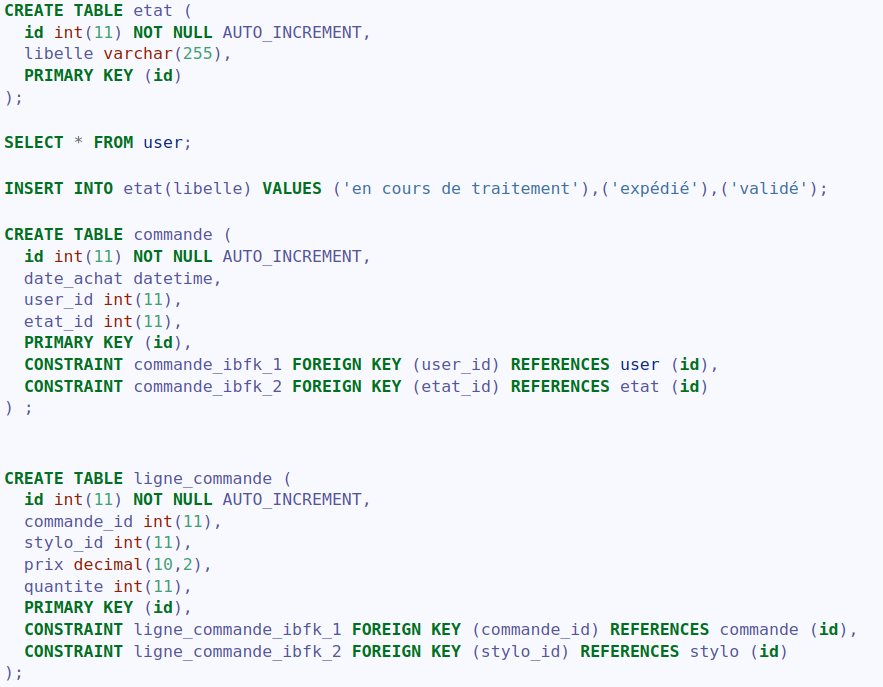 CREATE TABLE etat (
  id int(11) NOT NULL AUTO_INCREMENT,
  libelle varchar(255),
  PRIMARY KEY (id)
);
SELECT * FROM user;
INSERT INTO etat(libelle) VALUES ('en cours de traitement'),('expédié'),('validé');
CREATE TABLE commande (
  id int(11) NOT NULL AUTO_INCREMENT,
  date_achat datetime,
  user_id int(11),
  etat_id int(11),
  PRIMARY KEY (id),
  CONSTRAINT commande_ibfk_1 FOREIGN KEY (user_id) REFERENCES user (id),
  CONSTRAINT commande_ibfk_2 FOREIGN KEY (etat_id) REFERENCES etat (id)
) ;
CREATE TABLE ligne_commande (
  id int(11) NOT NULL AUTO_INCREMENT,
  commande_id int(11),
  stylo_id int(11),
  prix decimal(10,2),
  quantite int(11),
  PRIMARY KEY (id),
  CONSTRAINT ligne_commande_ibfk_1 FOREIGN KEY (commande_id) REFERENCES commande (id),
  CONSTRAINT ligne_commande_ibfk_2 FOREIGN KEY (stylo_id) REFERENCES stylo (id)
);